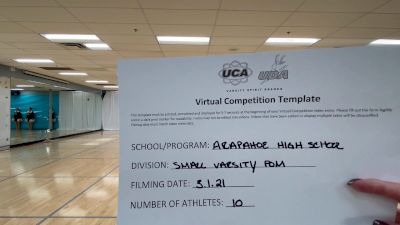 UCA UDA
VARSITY SPIRIT BRANDS
Virtual Competition Template
SCHOOL/PROGRAM: ARAPAHOE HIGH SCHOOL
DIVISION: SMALL VARSITY POM
FILMING DATE: 3.1.21
NUMBER OF ATHLETES: 10